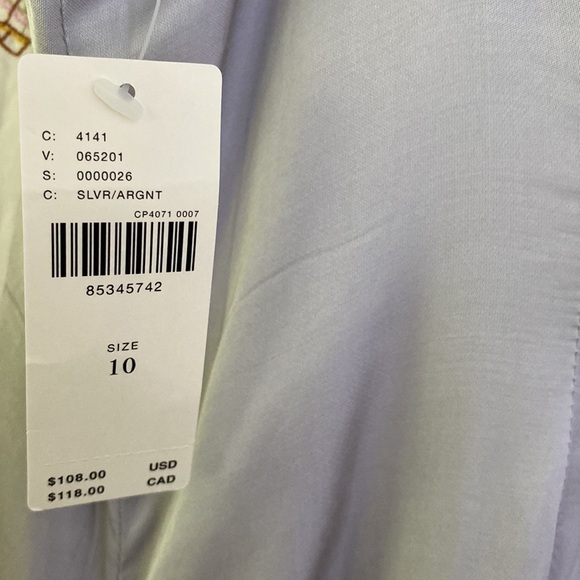 C: 4141
V: 065201
S: 0000026
C: SLVR/ARGNT
CP4071 0007
85345742
SIZE
10
$108.00 USD
$118.00 CAD